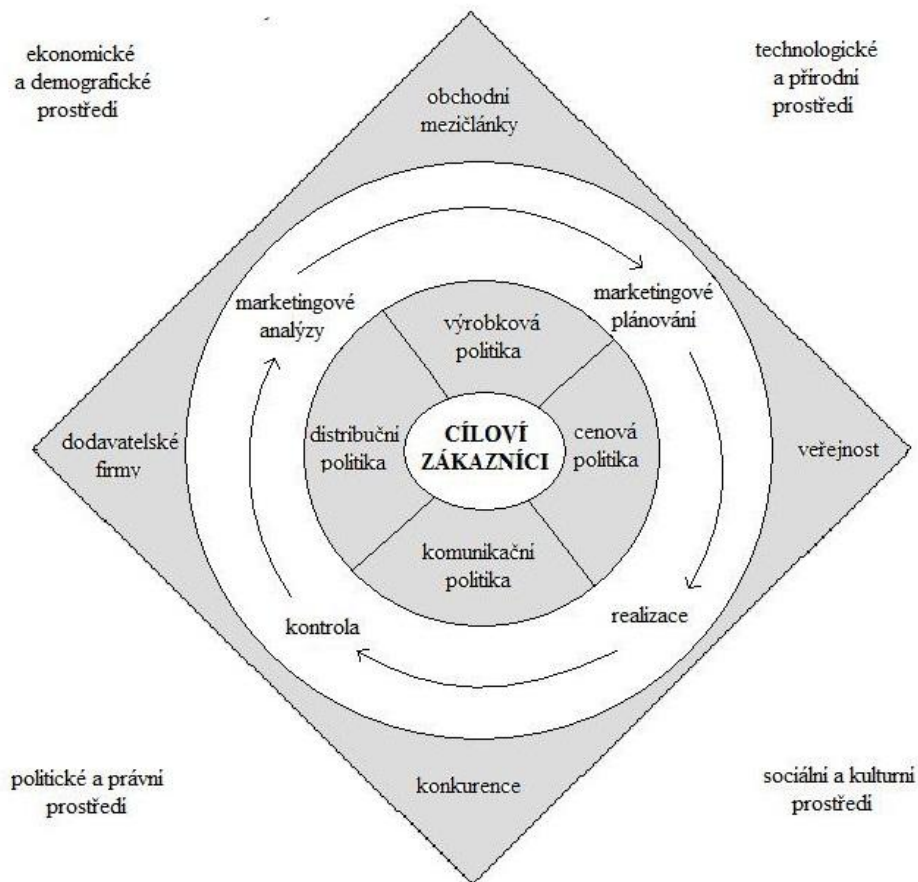 ekonomické
a demografické
prostředí
technologické
a přírodní
prostředí
obchodní
mezičlánky
marketingové
analýzy
marketingové
plánování
výrobková
politika
dodavatelské
firmy
distribuční
politika
CÍLOVÍ
ZÁKAZNÍCI
cenová
politika
veřejnost
komunikační
politika
kontrola
realizace
politické a právní
prostředí
konkurence
sociální a kulturní
prostředí